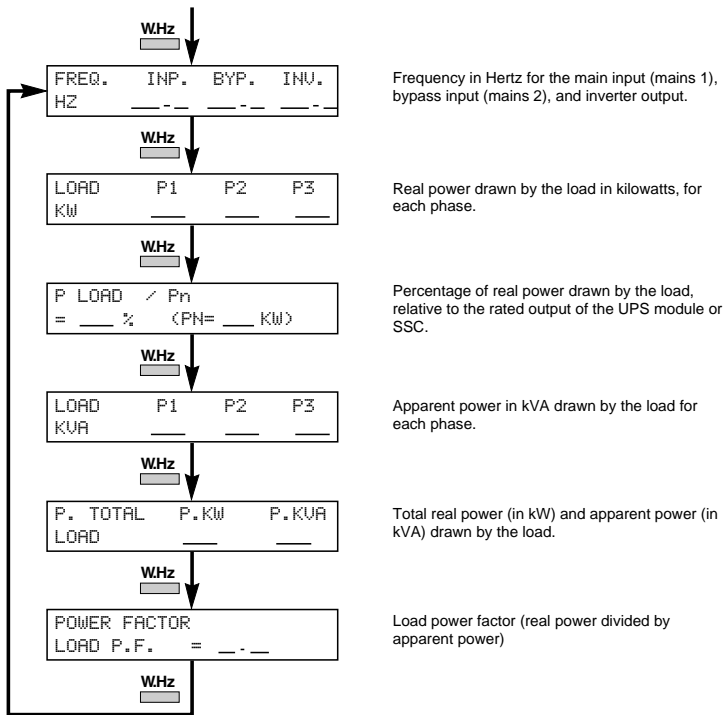 W.Hz
FREQ. INP. BYP. INV.
HZ __._ __._ __._
Frequency in Hertz for the main input (mains 1),
bypass input (mains 2), and inverter output.
W.Hz
LOAD P1 P2 P3
KW ___ ___ ___
Real power drawn by the load in kilowatts, for
each phase.
W.Hz
P LOAD / Pn
= ___ % (PN= ___ KW)
Percentage of real power drawn by the load,
relative to the rated output of the UPS module or
SSC.
W.Hz
LOAD P1 P2 P3
KVA ___ ___ ___
Apparent power in kVA drawn by the load for
each phase.
W.Hz
P. TOTAL P.KW P.KVA
LOAD ___ ___
Total real power (in kW) and apparent power (in
kVA) drawn by the load.
W.Hz
POWER FACTOR
LOAD P.F. = _._
Load power factor (real power divided by
apparent power)
W.Hz